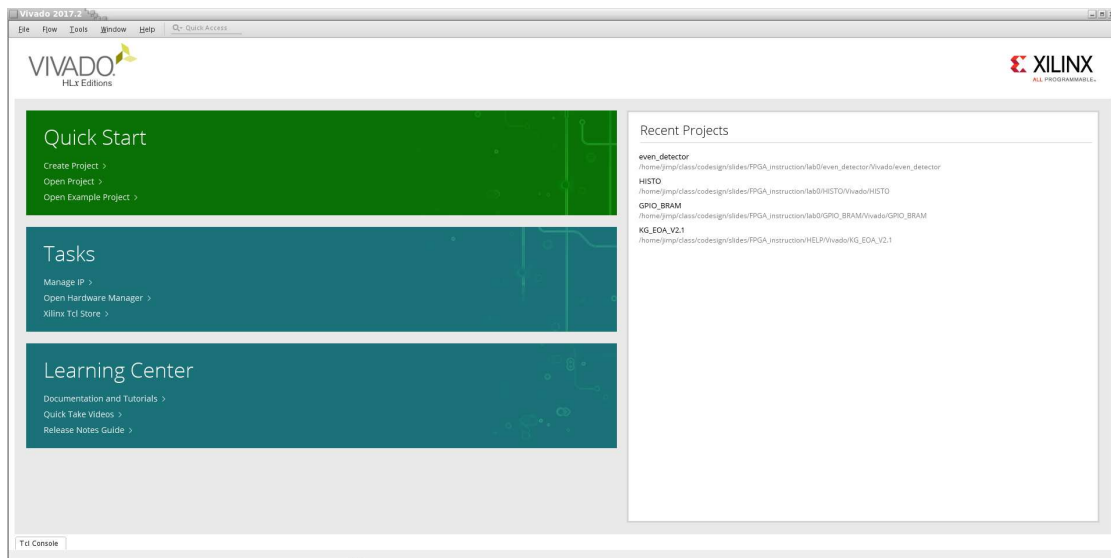 Vivado 2017.2
File Flow Tools Window Help Quick Access
VIVADO.
HLx Editions
XILINX
ALL PROGRAMMABLE.
Quick Start
Create Project >
Open Project >
Open Example Project >
Tasks
Manage IP >
Open Hardware Manager >
Xilinx Tcl Store >
Learning Center
Documentation and Tutorials >
Quick Take Videos >
Release Notes Guide >
Recent Projects
even_detector
/home/jimp/class/codesign/slides/FPGA_instruction/lab0/even_detector/Vivado/even_detector
HISTO
/home/jimp/class/codesign/slides/FPGA_instruction/lab0/HISTO/Vivado/HISTO
GPIO_BRAM
/home/jimp/class/codesign/slides/FPGA_instruction/lab0/GPIO_BRAM/Vivado/GPIO_BRAM
KG_EOA_V2.1
/home/jimp/class/codesign/slides/FPGA_instruction/HELP/Vivado/KG_EOA_V2.1
Tcl Console